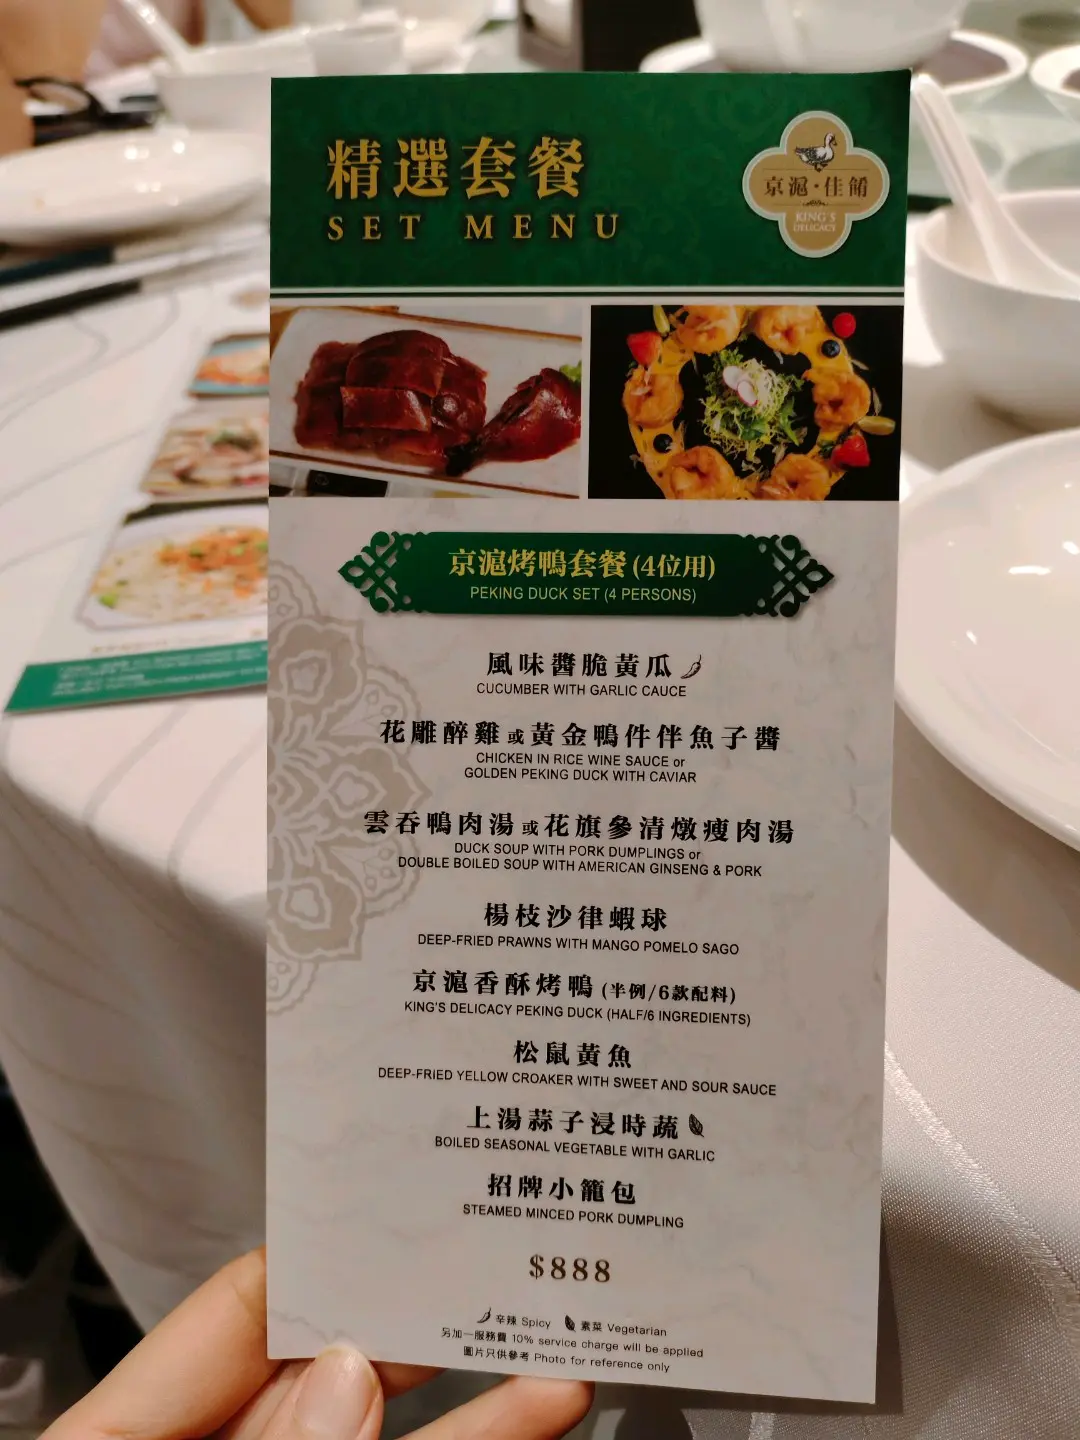 精選套餐
SET MENU
京滬·佳餚
KING'S
DELICACY
京滬烤鴨套餐(4位用)
PEKING DUCK SET (4 PERSONS)
風味醬脆黃瓜
CUCUMBER WITH GARLIC CAUCE
花雕醉雞或黃金鴨件伴魚子醬
CHICKEN IN RICE WINE SAUCE or
GOLDEN PEKING DUCK WITH CAVIAR
雲吞鴨肉湯或花旗參清燉瘦肉湯
DUCK SOUP WITH PORK DUMPLINGS or
DOUBLE BOILED SOUP WITH AMERICAN GINSENG & PORK
楊枝沙律蝦球
DEEP-FRIED PRAWNS WITH MANGO POMELO SAGO
京滬香酥烤鴨(半例/6款配料)
KING'S DELICACY PEKING DUCK (HALF/6 INGREDIENTS)
松鼠黃魚
DEEP-FRIED YELLOW CROAKER WITH SWEET AND SOUR SAUCE
上湯蒜子浸時蔬
BOILED SEASONAL VEGETABLE WITH GARLIC
招牌小籠包
STEAMED MINCED PORK DUMPLING
$888
辛辣 Spicy 素菜 Vegetarian
另加一服務費 10% service charge will be applied
圖片只供參考 Photo for reference only